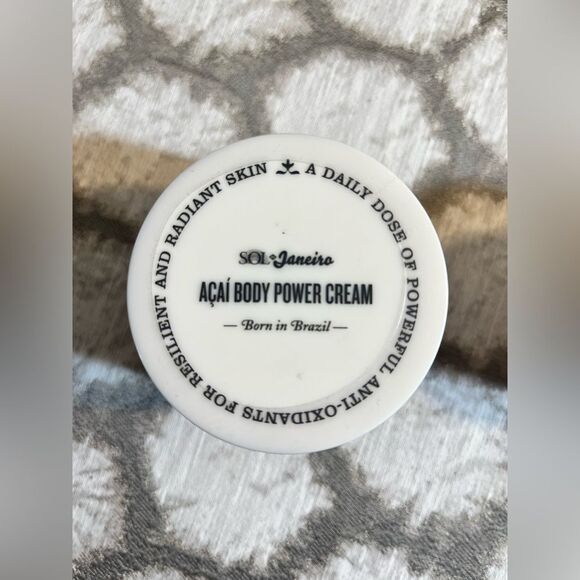 A DAILY DOSE OF POWERFUL ANTI-OXIDANTS FOR RESILIENT AND RADIANT SKIN
SOL de Janeiro
AÇAÍ BODY POWER CREAM
— Born in Brazil —